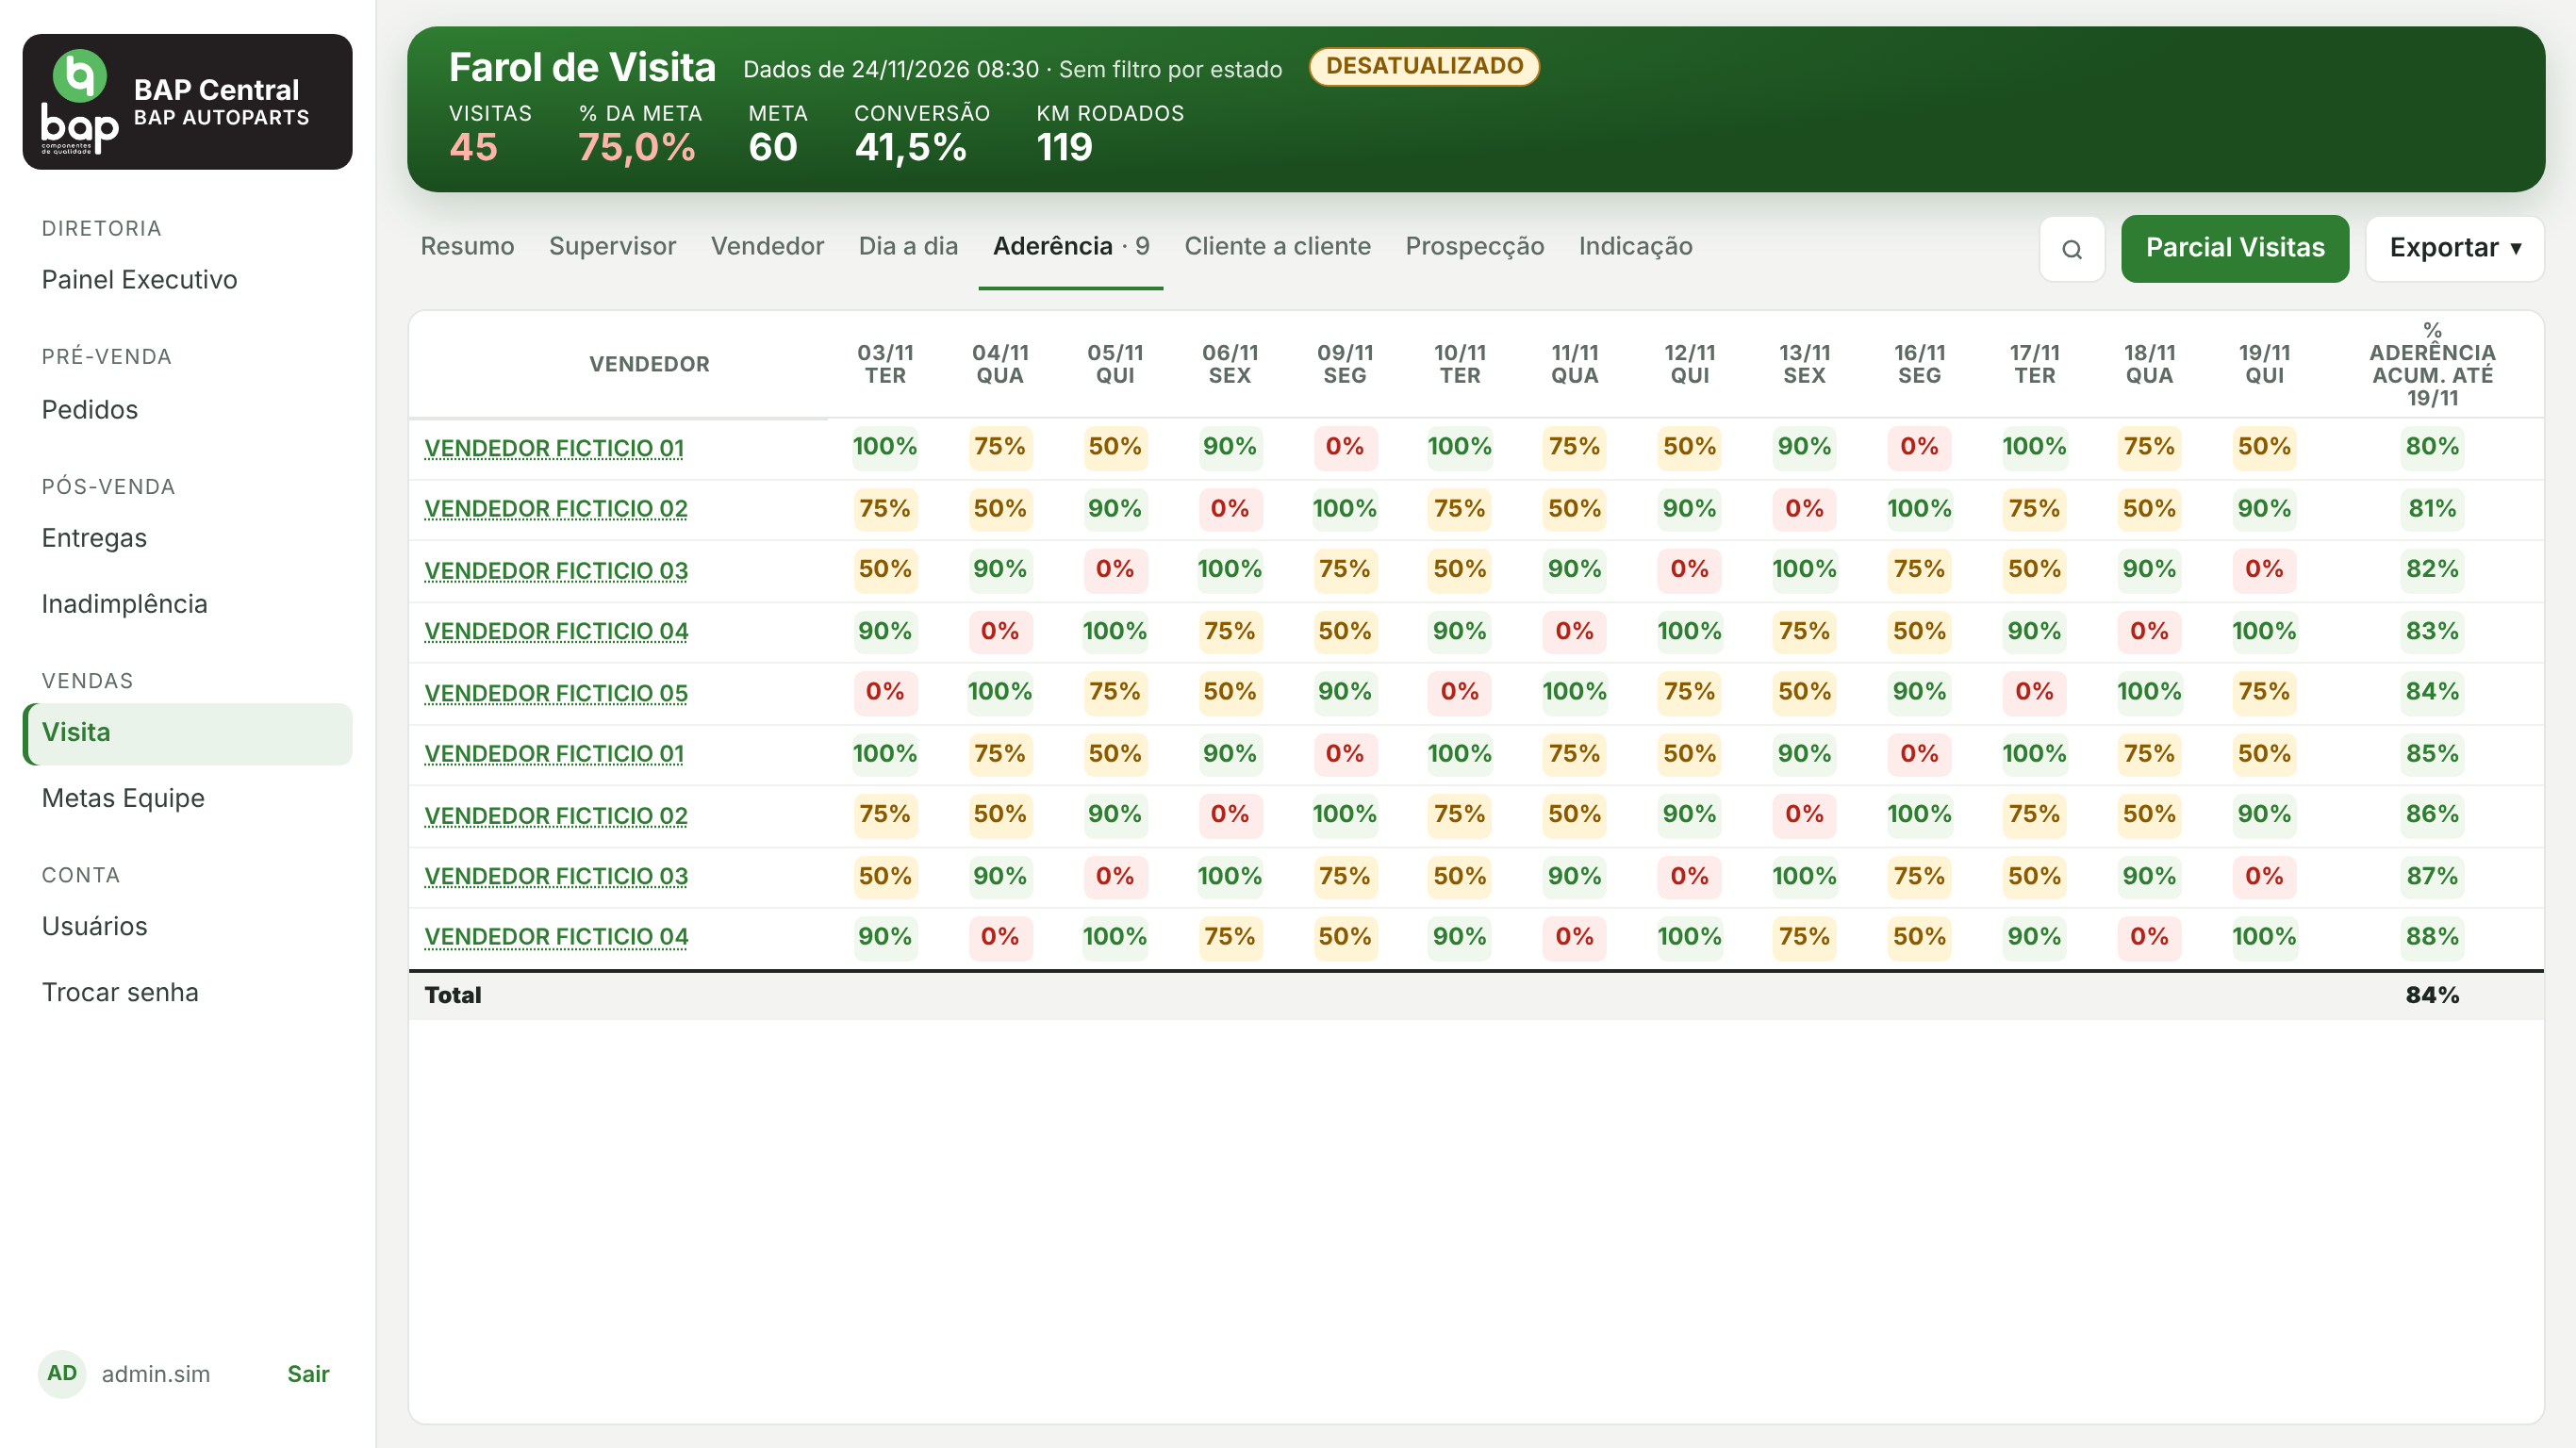 bap
componentes
de qualidade
BAP Central
BAP AUTOPARTS
DIRETORIA
Painel Executivo
PRÉ-VENDA
Pedidos
PÓS-VENDA
Entregas
Inadimplência
VENDAS
Visita
Metas Equipe
CONTA
Usuários
Trocar senha
AD admin.sim Sair
Farol de Visita Dados de 24/11/2026 08:30 · Sem filtro por estado DESATUALIZADO
VISITAS % DA META META CONVERSÃO KM RODADOS
45 75,0% 60 41,5% 119
Resumo Supervisor Vendedor Dia a dia Aderência · 9 Cliente a cliente Prospecção Indicação Parcial Visitas Exportar ▾
VENDEDOR 03/11 TER 04/11 QUA 05/11 QUI 06/11 SEX 09/11 SEG 10/11 TER 11/11 QUA 12/11 QUI 13/11 SEX 16/11 SEG 17/11 TER 18/11 QUA 19/11 QUI % ADERÊNCIA ACUM. ATÉ 19/11
VENDEDOR FICTICIO 01 100% 75% 50% 90% 0% 100% 75% 50% 90% 0% 100% 75% 50% 80%
VENDEDOR FICTICIO 02 75% 50% 90% 0% 100% 75% 50% 90% 0% 100% 75% 50% 90% 81%
VENDEDOR FICTICIO 03 50% 90% 0% 100% 75% 50% 90% 0% 100% 75% 50% 90% 0% 82%
VENDEDOR FICTICIO 04 90% 0% 100% 75% 50% 90% 0% 100% 75% 50% 90% 0% 100% 83%
VENDEDOR FICTICIO 05 0% 100% 75% 50% 90% 0% 100% 75% 50% 90% 0% 100% 75% 84%
VENDEDOR FICTICIO 01 100% 75% 50% 90% 0% 100% 75% 50% 90% 0% 100% 75% 50% 85%
VENDEDOR FICTICIO 02 75% 50% 90% 0% 100% 75% 50% 90% 0% 100% 75% 50% 90% 86%
VENDEDOR FICTICIO 03 50% 90% 0% 100% 75% 50% 90% 0% 100% 75% 50% 90% 0% 87%
VENDEDOR FICTICIO 04 90% 0% 100% 75% 50% 90% 0% 100% 75% 50% 90% 0% 100% 88%
Total 84%